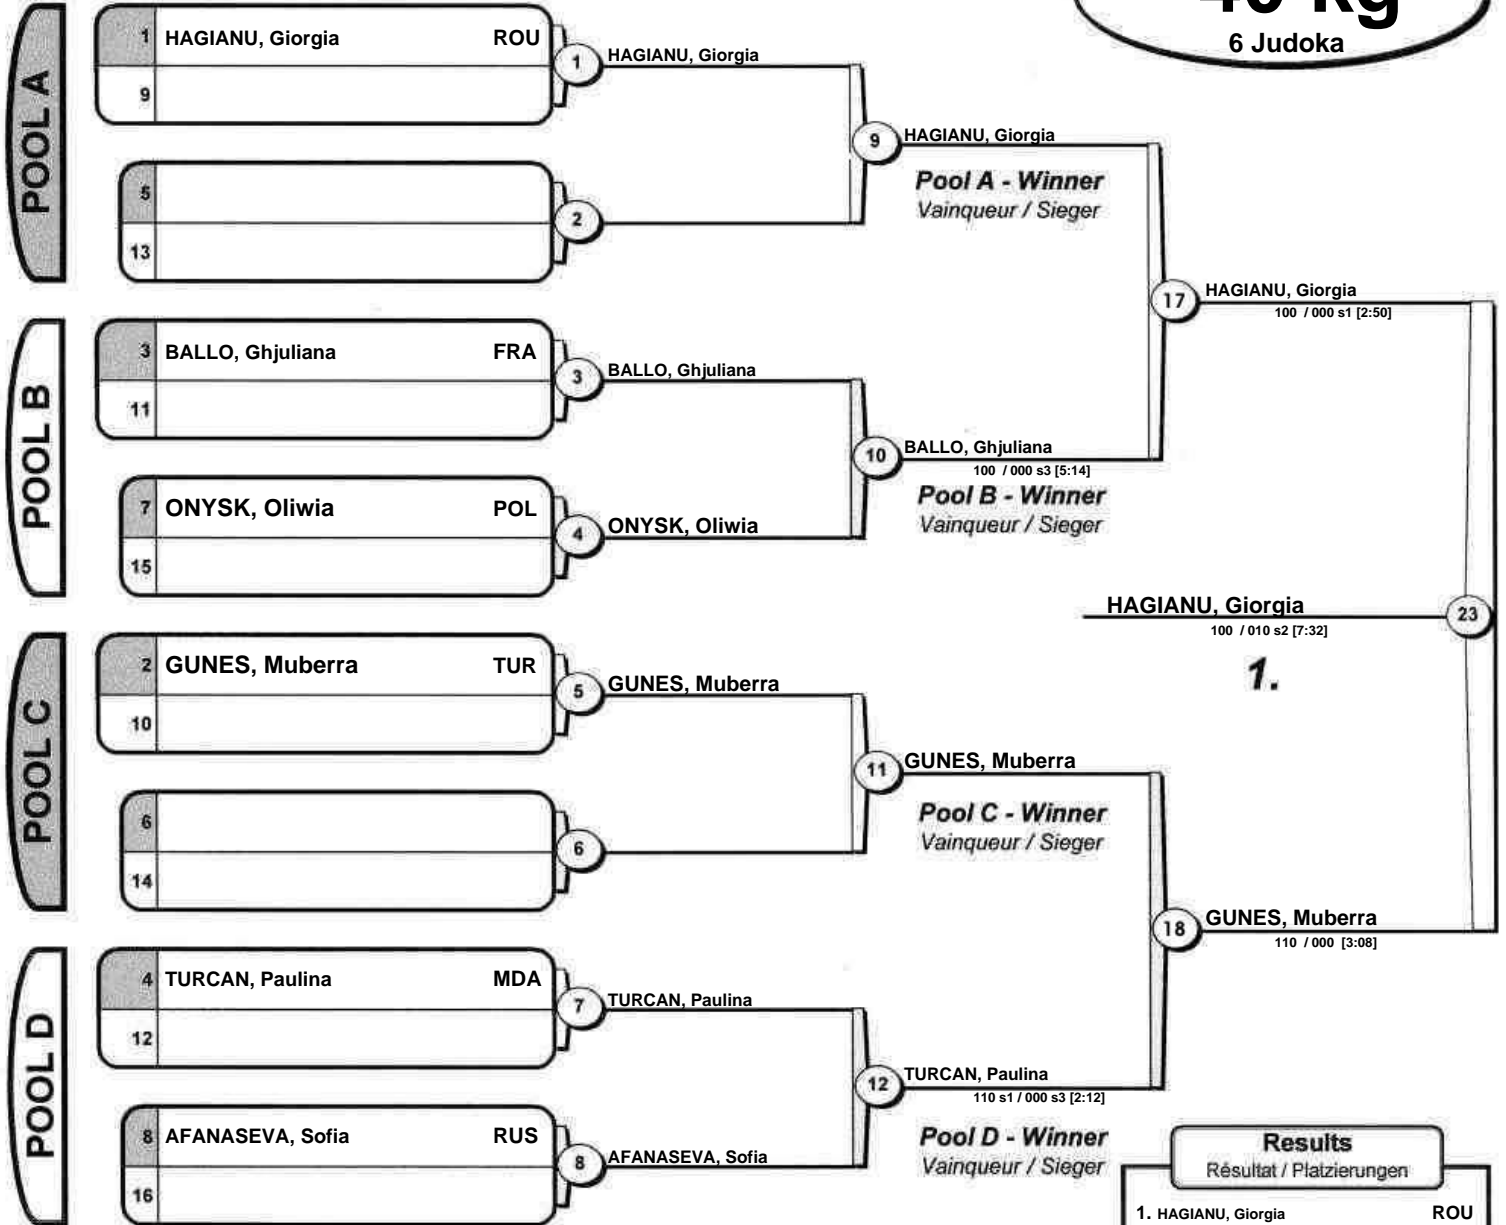 40 kg
6 Judoka
POOL A
1 HAGIANU, Giorgia ROU
9
5
13
1
HAGIANU, Giorgia
2
9
HAGIANU, Giorgia
Pool A - Winner
Vainqueur / Sieger
POOL B
3 BALLO, Ghjuliana FRA
11
7 ONYSK, Oliwia POL
15
3
BALLO, Ghjuliana
4
ONYSK, Oliwia
10
BALLO, Ghjuliana
100 / 000 s3 [5:14]
Pool B - Winner
Vainqueur / Sieger
17
HAGIANU, Giorgia
100 / 000 s1 [2:50]
HAGIANU, Giorgia
100 / 010 s2 [7:32]
1.
23
POOL C
2 GUNES, Muberra TUR
10
6
14
5
GUNES, Muberra
6
11
GUNES, Muberra
Pool C - Winner
Vainqueur / Sieger
POOL D
4 TURCAN, Paulina MDA
12
8 AFANASEVA, Sofia RUS
16
7
TURCAN, Paulina
8
AFANASEVA, Sofia
12
TURCAN, Paulina
110 s1 / 000 s3 [2:12]
Pool D - Winner
Vainqueur / Sieger
18
GUNES, Muberra
110 / 000 [3:08]
Results
Résultat / Platzierungen
1. HAGIANU, Giorgia ROU